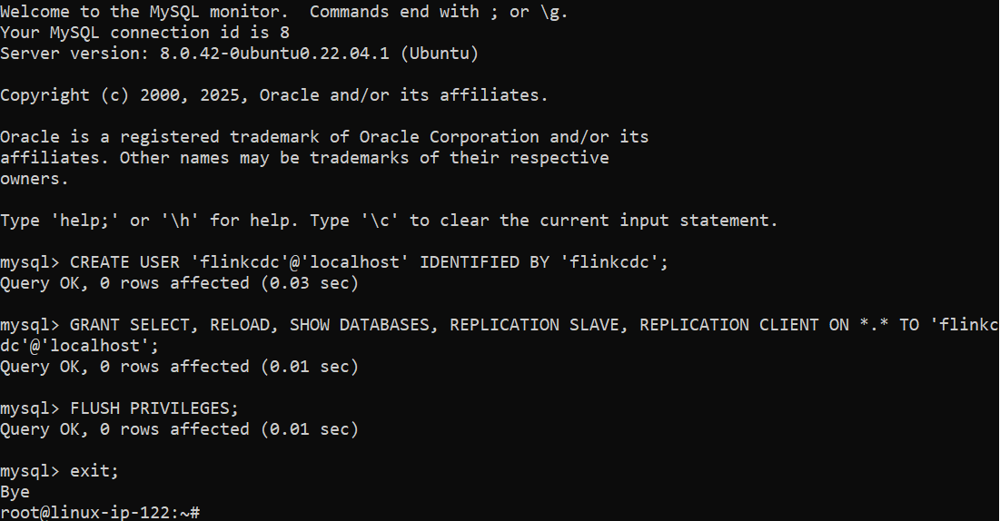 Welcome to the MySQL monitor.  Commands end with ; or \g.
Your MySQL connection id is 8
Server version: 8.0.42-0ubuntu0.22.04.1 (Ubuntu)
Copyright (c) 2000, 2025, Oracle and/or its affiliates.
Oracle is a registered trademark of Oracle Corporation and/or its
affiliates. Other names may be trademarks of their respective
owners.
Type 'help;' or '\h' for help. Type '\c' to clear the current input statement.
mysql> CREATE USER 'flinkcdc'@'localhost' IDENTIFIED BY 'flinkcdc';
Query OK, 0 rows affected (0.03 sec)
mysql> GRANT SELECT, RELOAD, SHOW DATABASES, REPLICATION SLAVE, REPLICATION CLIENT ON *.* TO 'flinkc
dc'@'localhost';
Query OK, 0 rows affected (0.01 sec)
mysql> FLUSH PRIVILEGES;
Query OK, 0 rows affected (0.01 sec)
mysql> exit;
Bye
root@linux-ip-122:~#